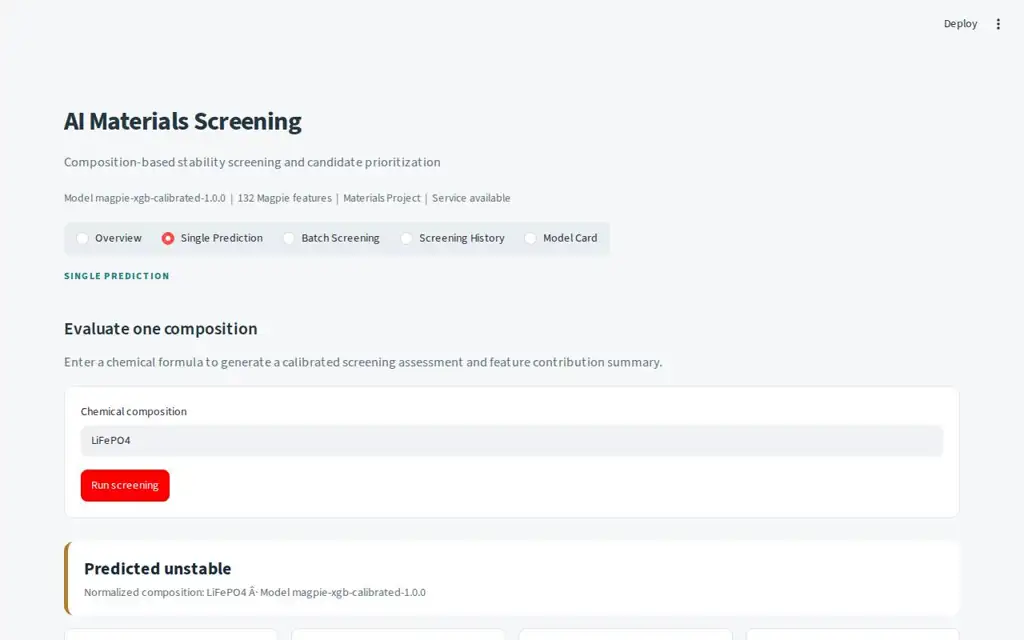 Deploy
AI Materials Screening
Composition-based stability screening and candidate prioritization
Model magpie-xgb-calibrated-1.0.0 | 132 Magpie features | Materials Project | Service available
Overview Single Prediction Batch Screening Screening History Model Card
SINGLE PREDICTION
Evaluate one composition
Enter a chemical formula to generate a calibrated screening assessment and feature contribution summary.
Chemical composition
LiFePO4
Run screening
Predicted unstable
Normalized composition: LiFePO4 Â· Model magpie-xgb-calibrated-1.0.0